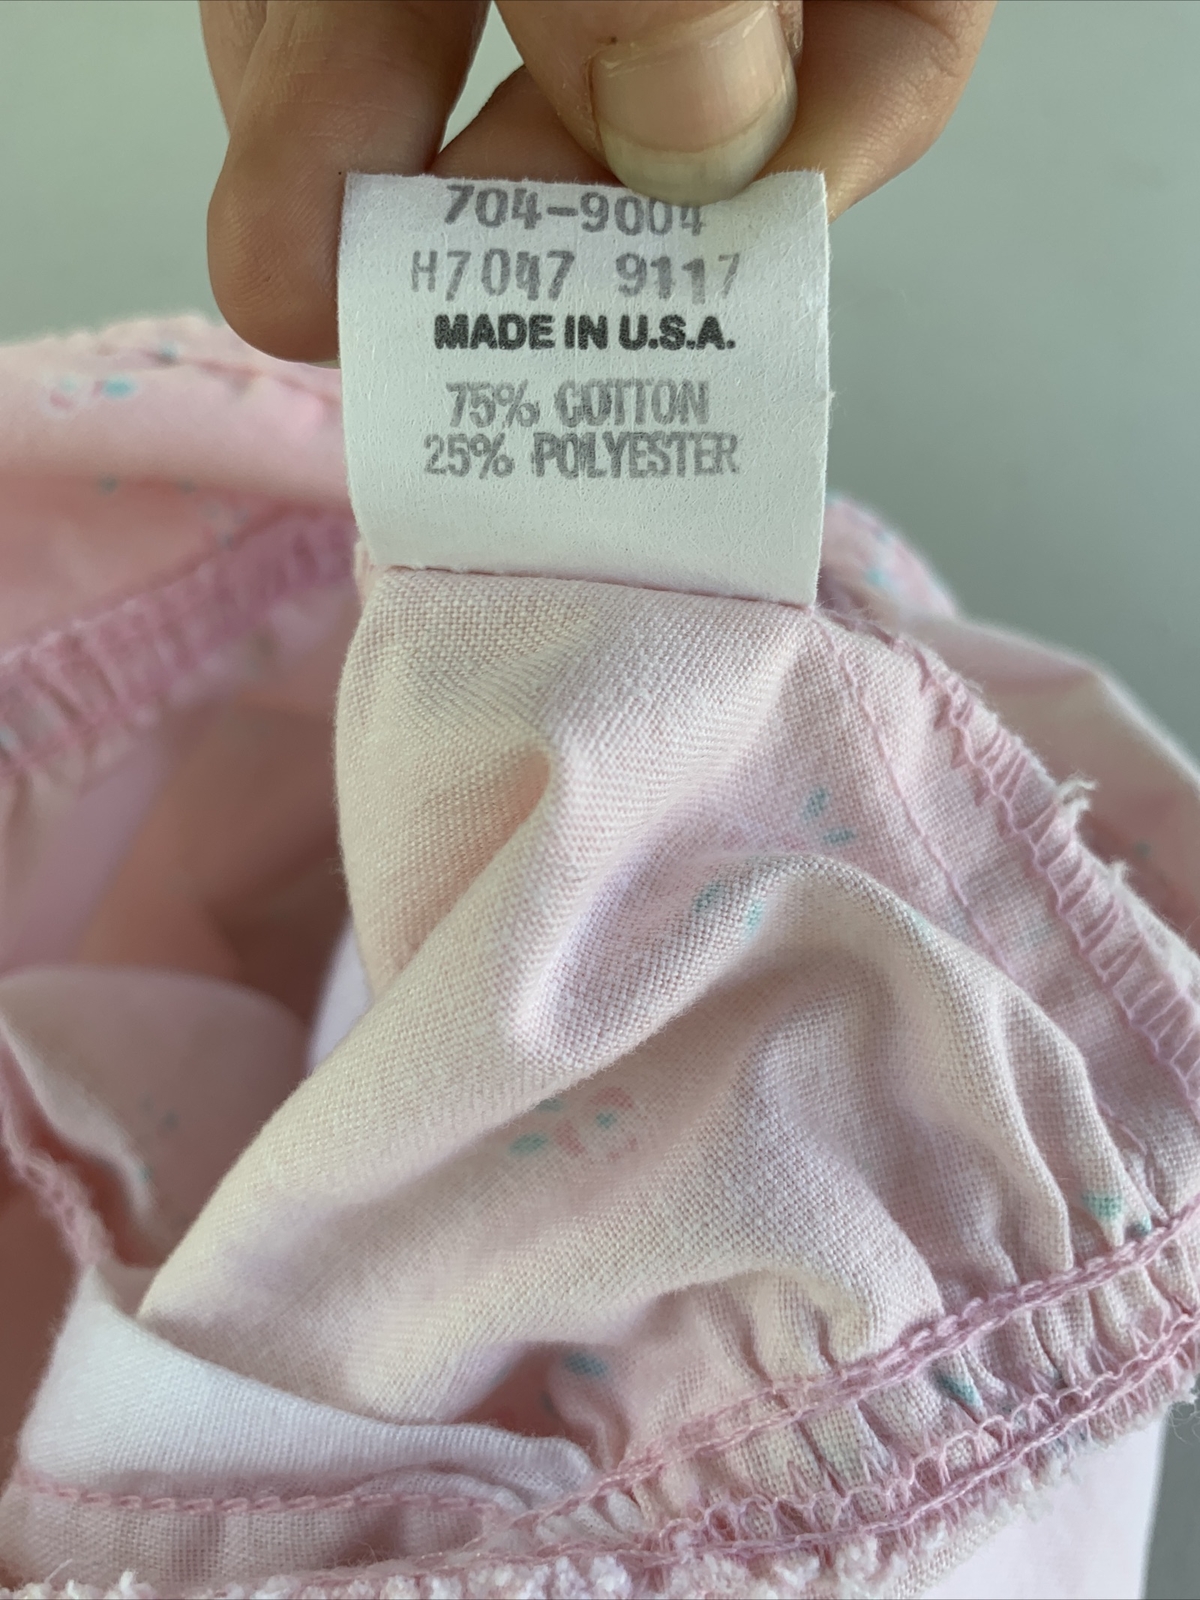 704-9004
H7047 9117
MADE IN U.S.A.
75% COTTON
25% POLYESTER